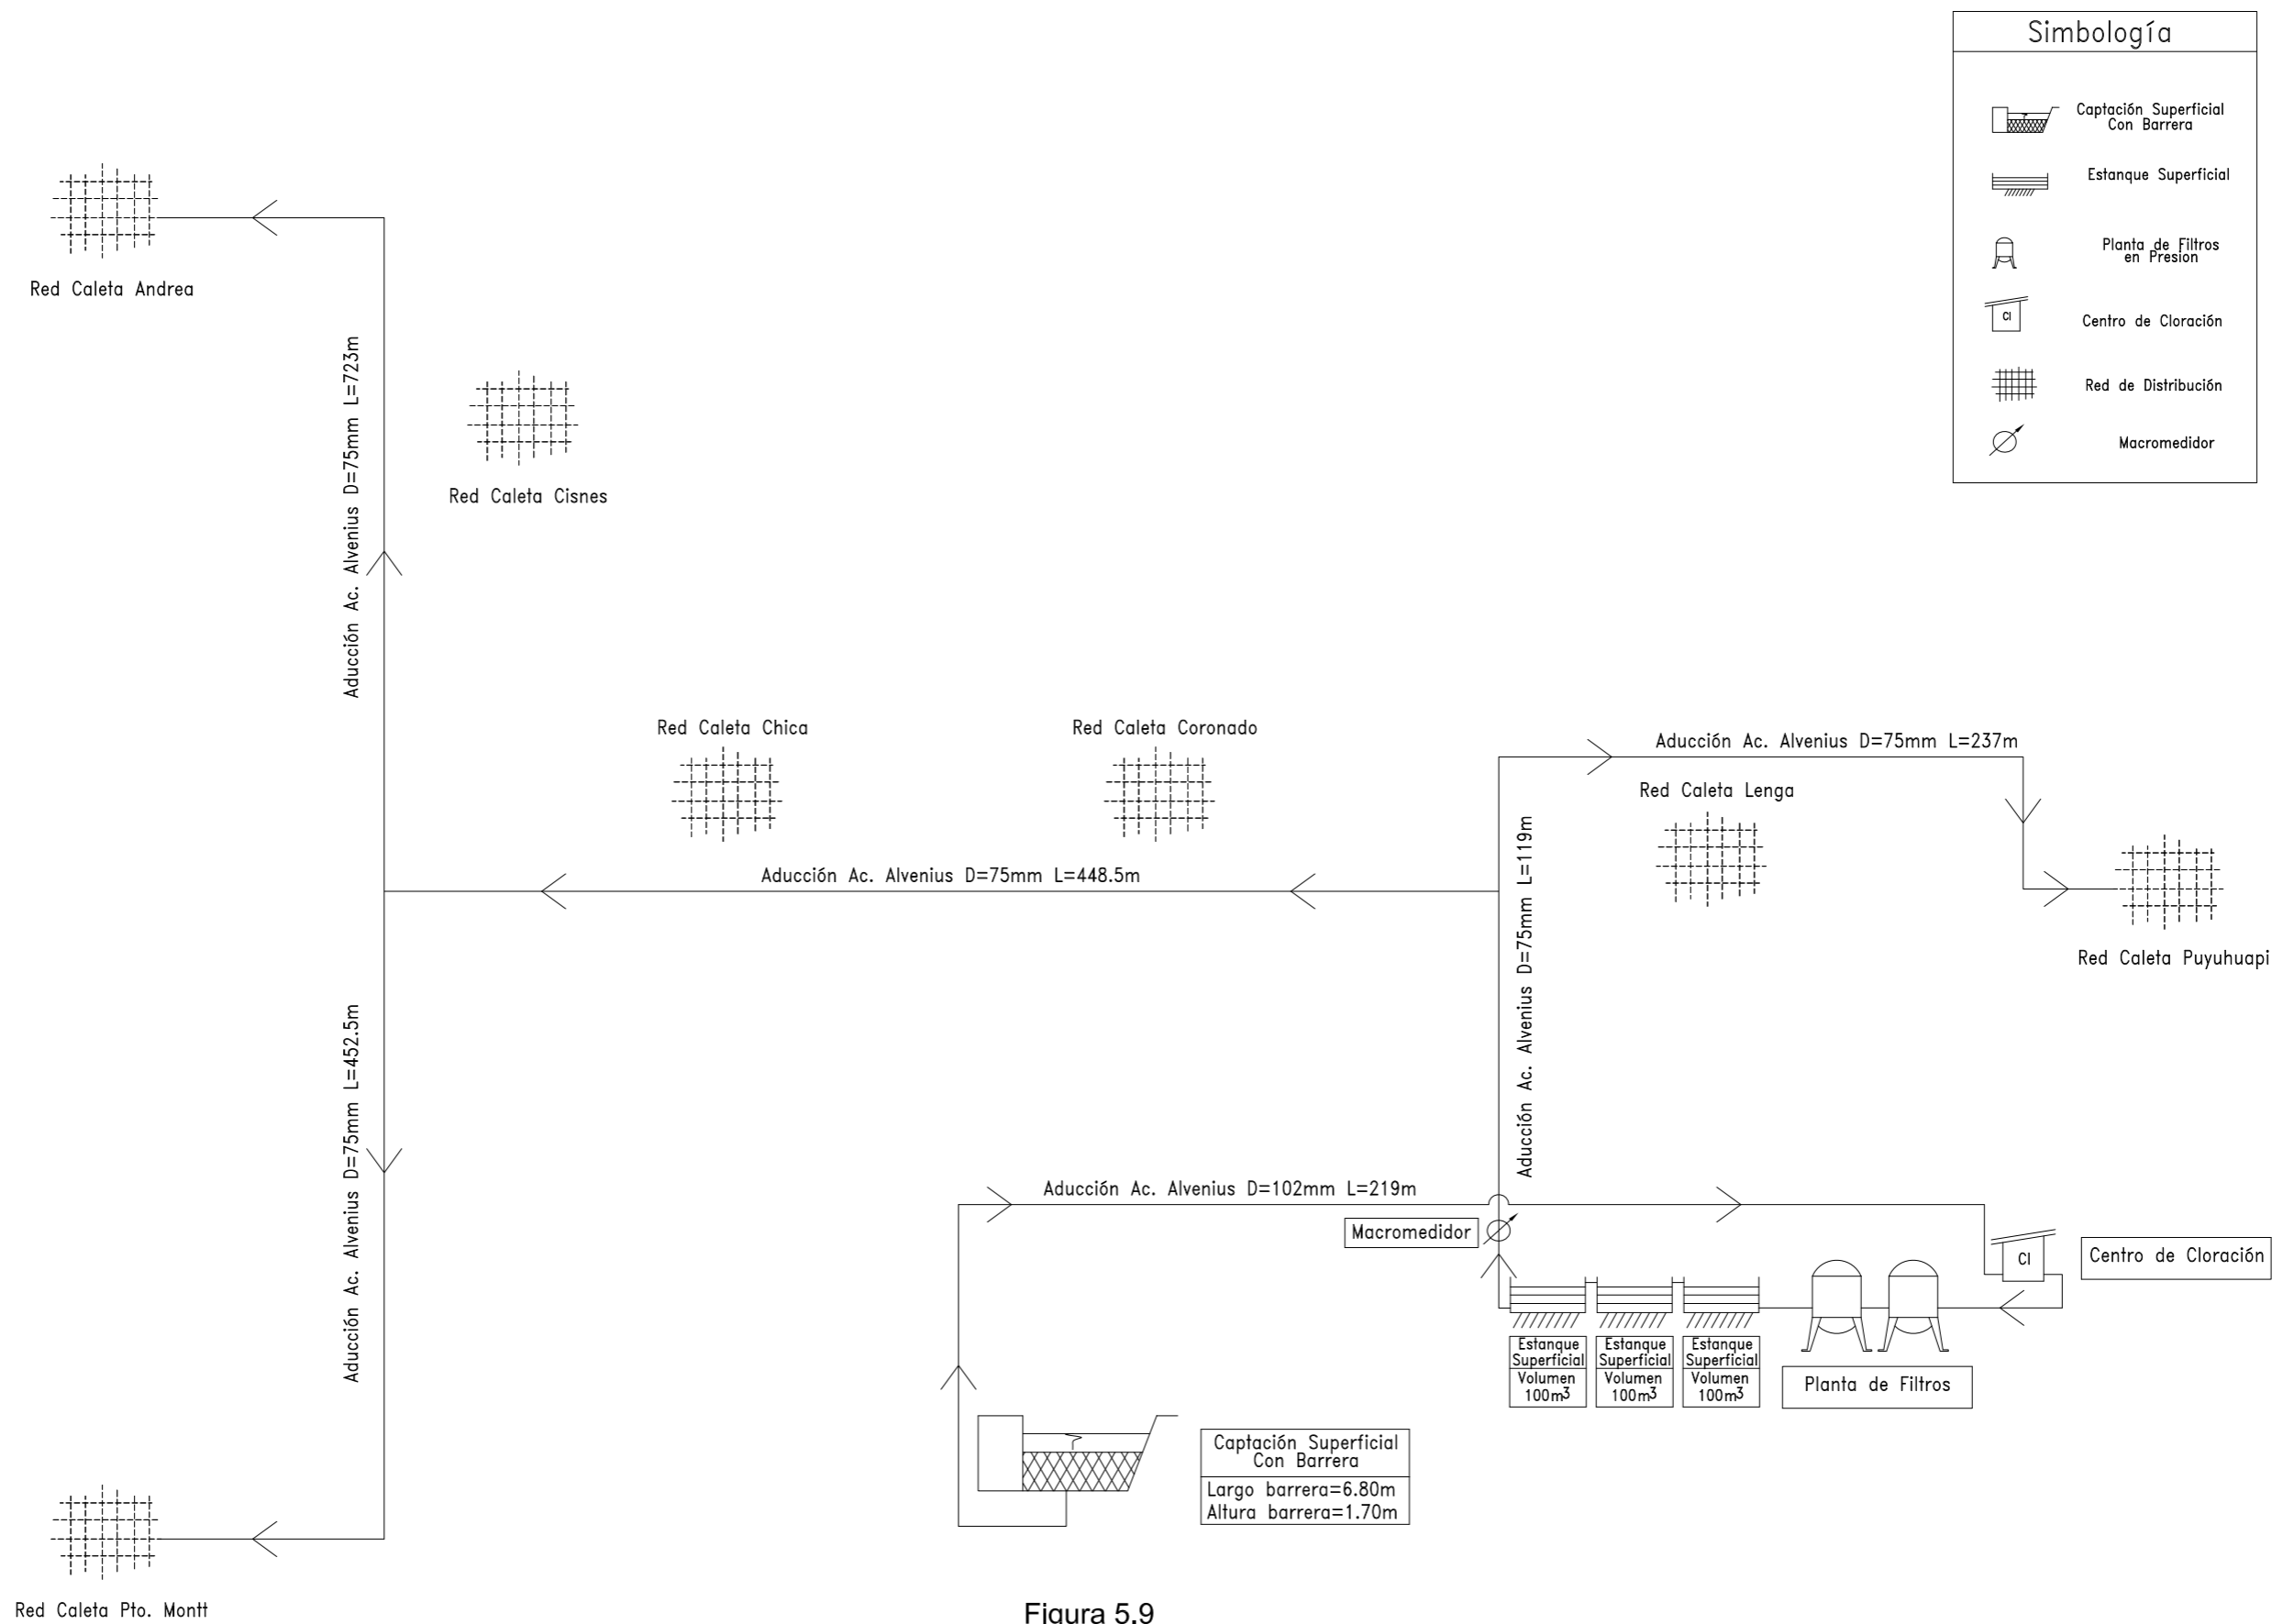 Simbología
Captación Superficial
Con Barrera
Estanque Superficial
Planta de Filtros
en Presion
Cl
Centro de Cloración
Red de Distribución
Macromedidor
Red Caleta Andrea
Aducción Ac. Alvenius D=75mm L=723m
Red Caleta Cisnes
Red Caleta Chica
Red Caleta Coronado
Aducción Ac. Alvenius D=75mm L=237m
Red Caleta Lenga
Aducción Ac. Alvenius D=75mm L=448.5m
Aducción Ac. Alvenius D=75mm L=119m
Red Caleta Puyuhuapi
Aducción Ac. Alvenius D=75mm L=452.5m
Aducción Ac. Alvenius D=102mm L=219m
Macromedidor
Cl
Centro de Cloración
Estanque
Superficial
Volumen
100m3
Estanque
Superficial
Volumen
100m3
Estanque
Superficial
Volumen
100m3
Planta de Filtros
Captación Superficial
Con Barrera
Largo barrera=6.80m
Altura barrera=1.70m
Red Caleta Pto. Montt
Figura 5.9